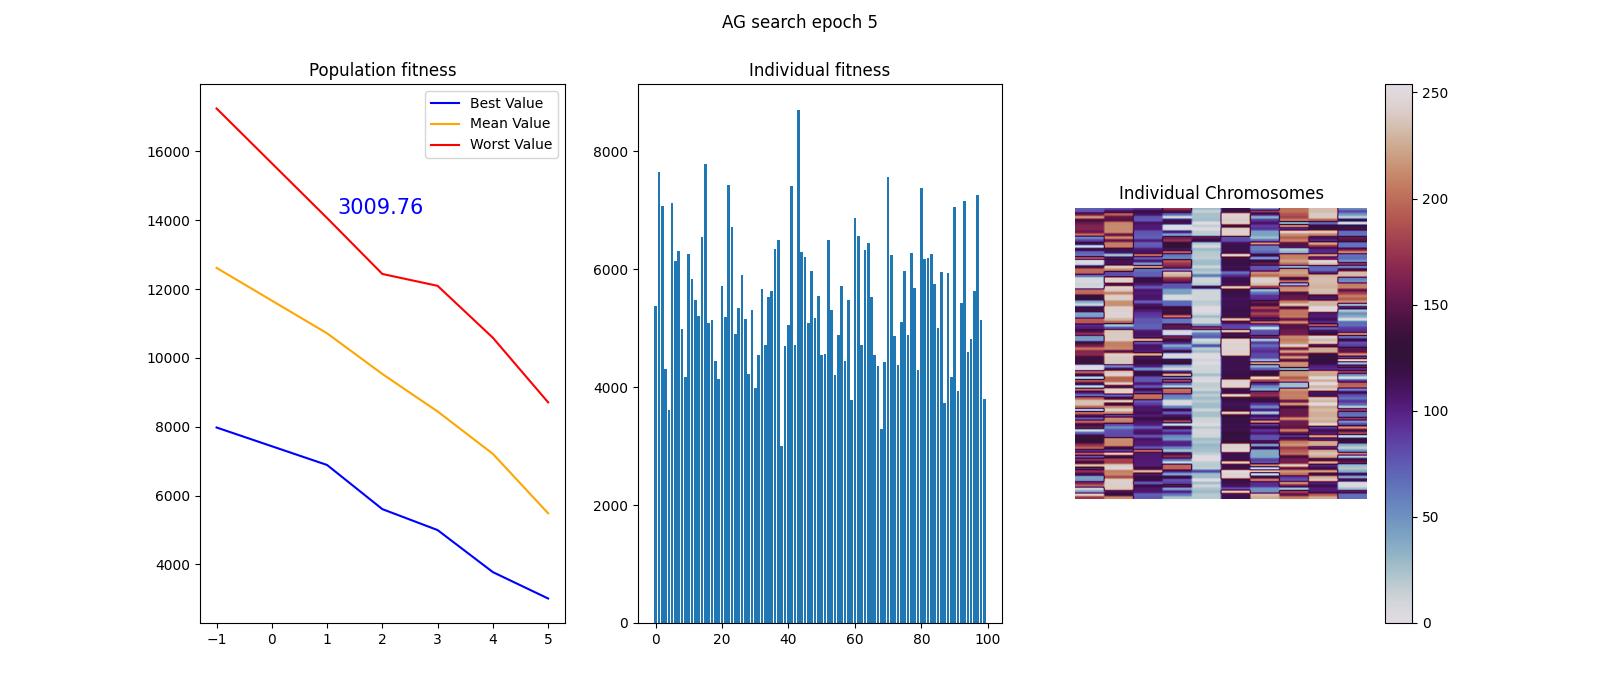 AG search epoch 5
Population fitness
Best Value
Mean Value
Worst Value
3009.76
16000
14000
12000
10000
8000
6000
4000
−1 0 1 2 3 4 5
Individual fitness
8000
6000
4000
2000
0
0 20 40 60 80 100
Individual Chromosomes
250
200
150
100
50
0